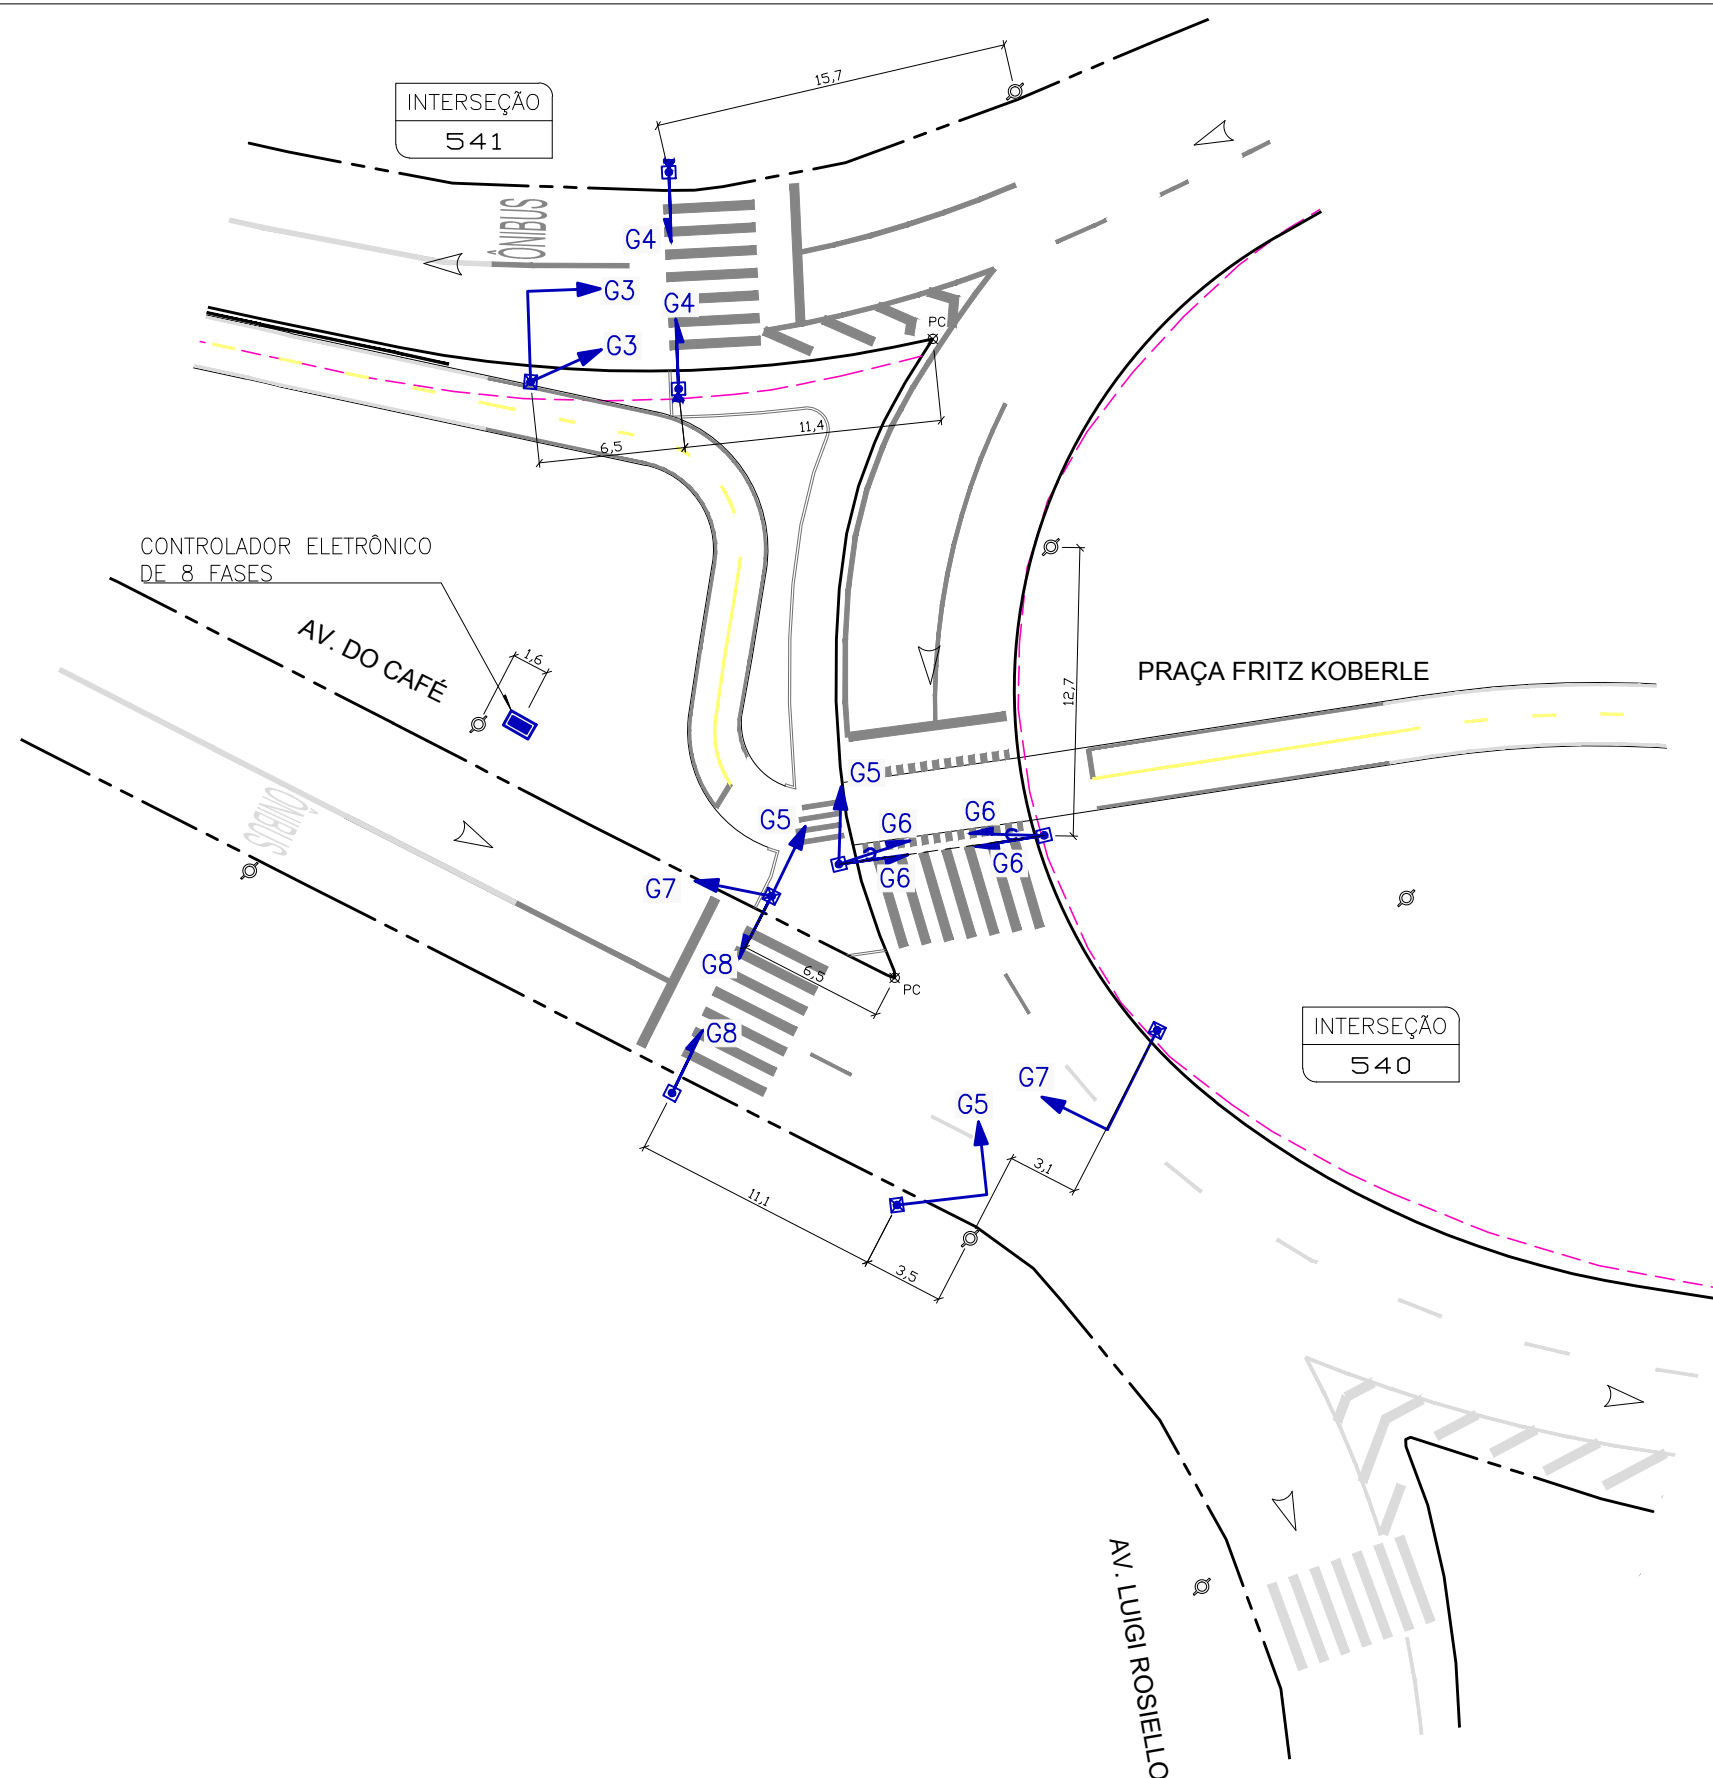 15,7
INTERSEÇÃO
541
ÔNIBUS
G4
G3
G4
PC
G3
11,4
6,5
CONTROLADOR ELETRÔNICO
DE 8 FASES
AV. DO CAFÉ
1,6
PRAÇA FRITZ KOBERLE
12,7
G5
ÔNIBUS
G5
G6
G6
G6
G6
G7
G8
6,5
PC
G8
INTERSEÇÃO
540
G7
G5
3,1
11,1
3,5
AV. LUIGI ROSIELLO